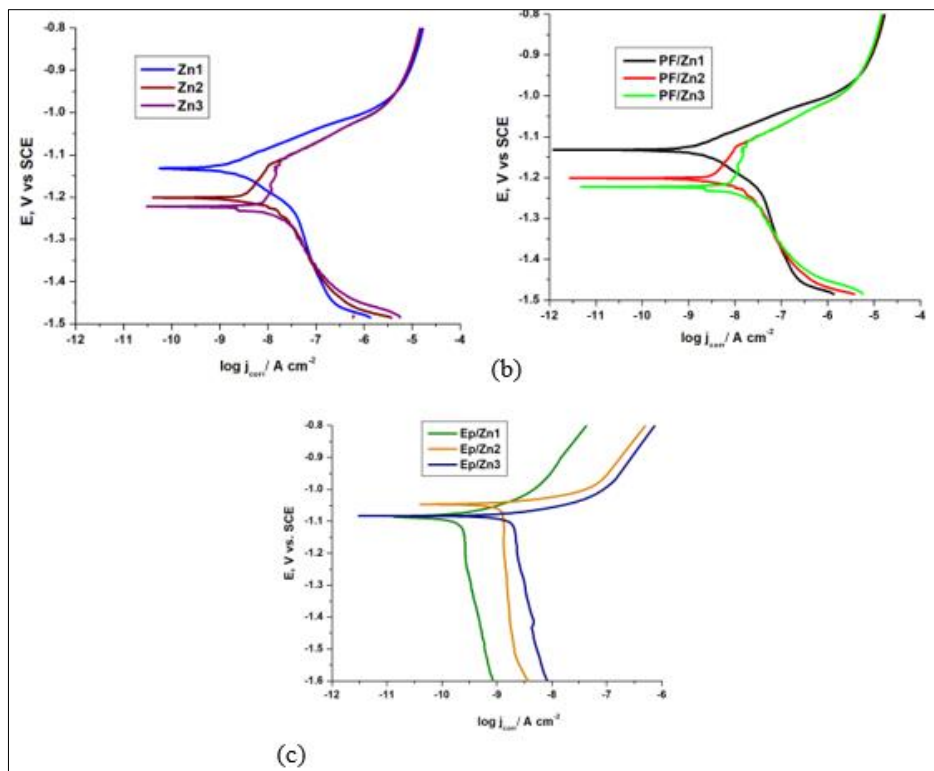 -0.8
-0.9
-1.0
-1.1
-1.2
-1.3
-1.4
-1.5
E, V vs SCE
Zn1
Zn2
Zn3
-12 -11 -10 -9 -8 -7 -6 -5 -4
log j_corr/ A cm^-2
-0.8
-0.9
-1.0
-1.1
-1.2
-1.3
-1.4
-1.5
E, V vs SCE
PF/Zn1
PF/Zn2
PF/Zn3
-12 -11 -10 -9 -8 -7 -6 -5 -4
log j_corr/ A cm^-2
(b)
-0.8
-0.9
-1.0
-1.1
-1.2
-1.3
-1.4
-1.5
-1.6
E, V vs. SCE
Ep/Zn1
Ep/Zn2
Ep/Zn3
-12 -11 -10 -9 -8 -7 -6
log j_corr/ A cm^-2
(c)